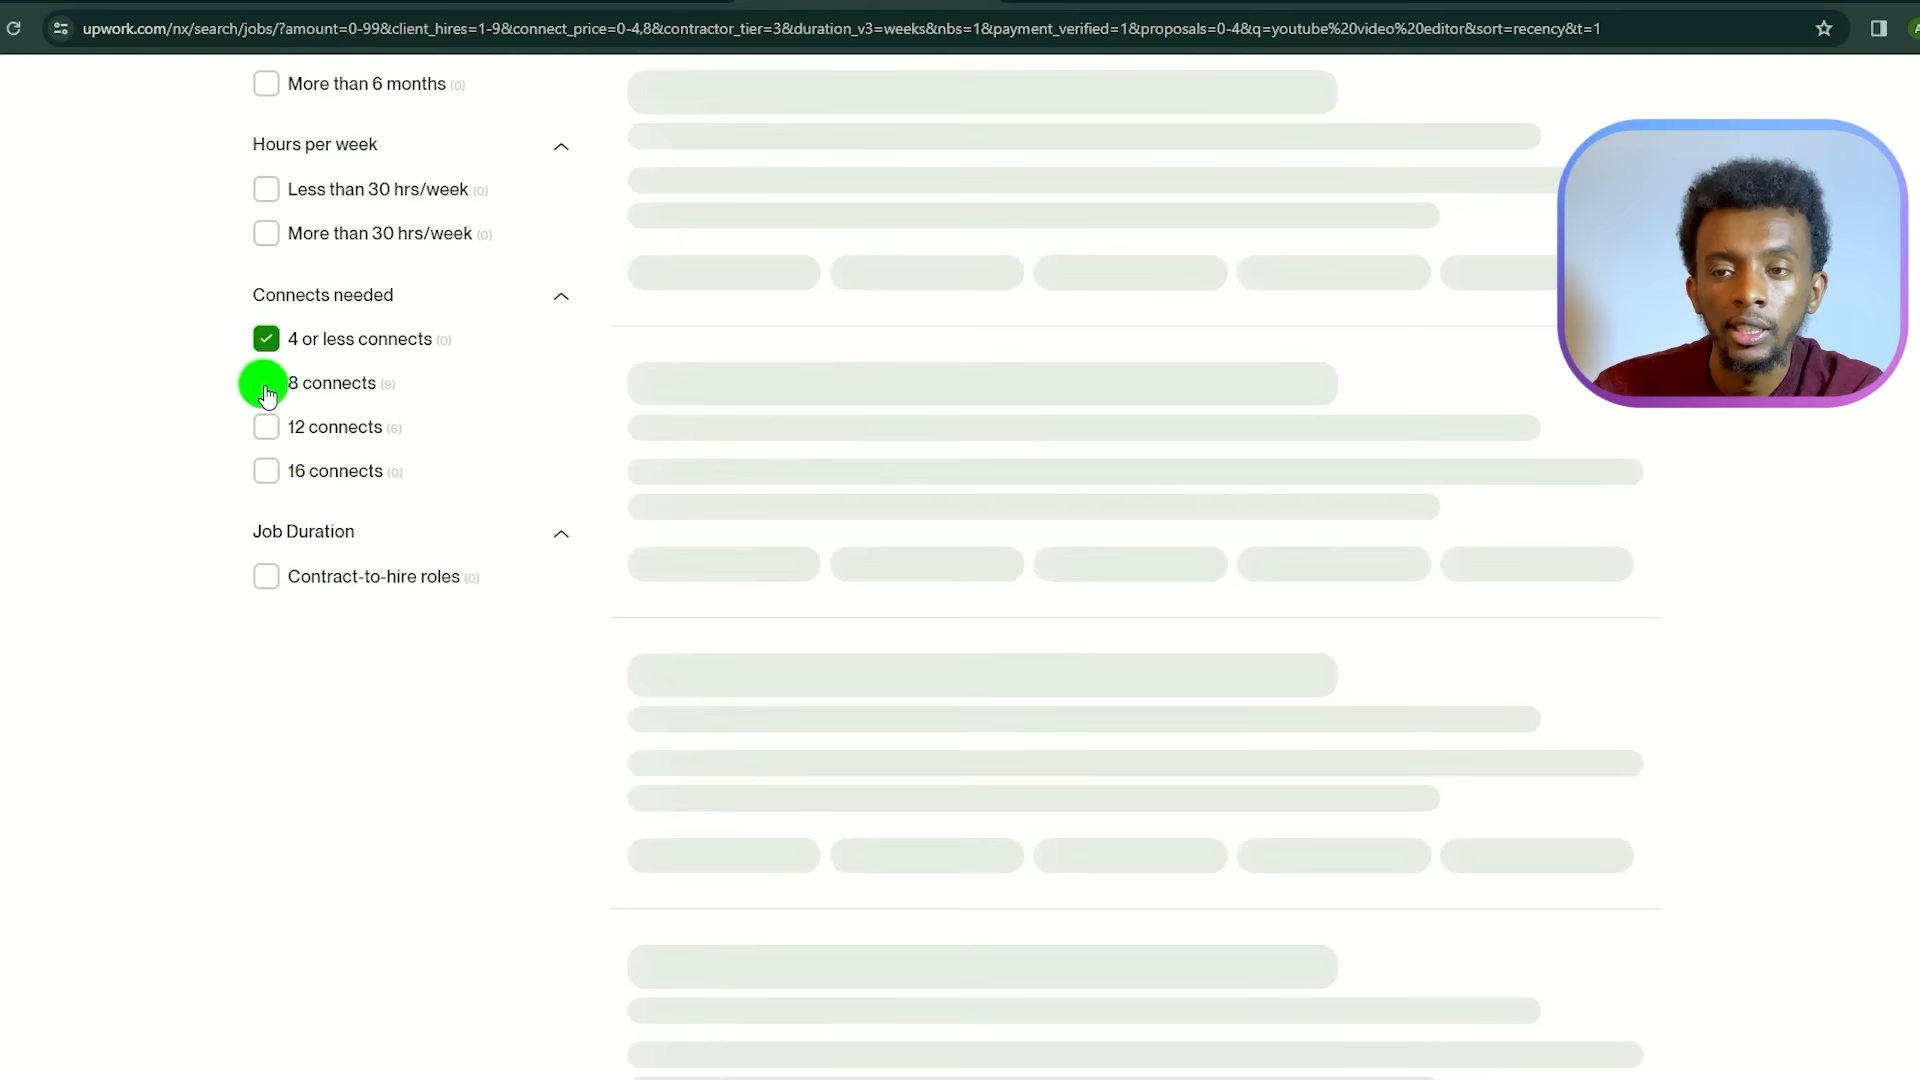 upwork.com/nx/search/jobs/?amount=0-99&client_hires=1-9&connect_price=0-4,8&contractor_tier=3&duration_v3=weeks&nbs=1&payment_verified=1&proposals=0-4&q=youtube%20video%20editor&sort=recency&t=1
More than 6 months (0)
Hours per week
Less than 30 hrs/week (0)
More than 30 hrs/week (0)
Connects needed
4 or less connects (0)
8 connects (9)
12 connects (6)
16 connects (0)
Job Duration
Contract-to-hire roles (0)